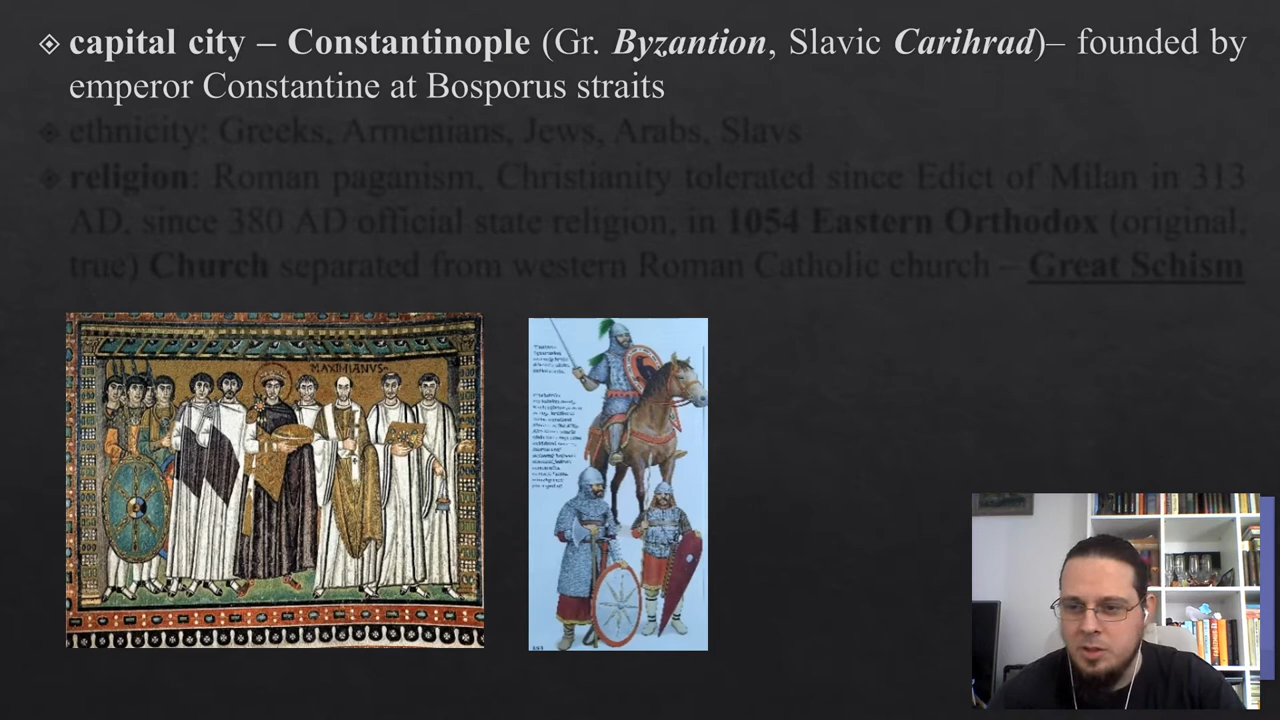 capital city – Constantinople (Gr. Byzantion, Slavic Carihrad)– founded by
emperor Constantine at Bosporus straits
ethnicity: Greeks, Armenians, Jews, Arabs, Slavs
religion: Roman paganism, Christianity tolerated since Edict of Milan in 313
AD, since 380 AD official state religion, in 1054 Eastern Orthodox (original,
true) Church separated from western Roman Catholic church – Great Schism
MAXIMIANVS